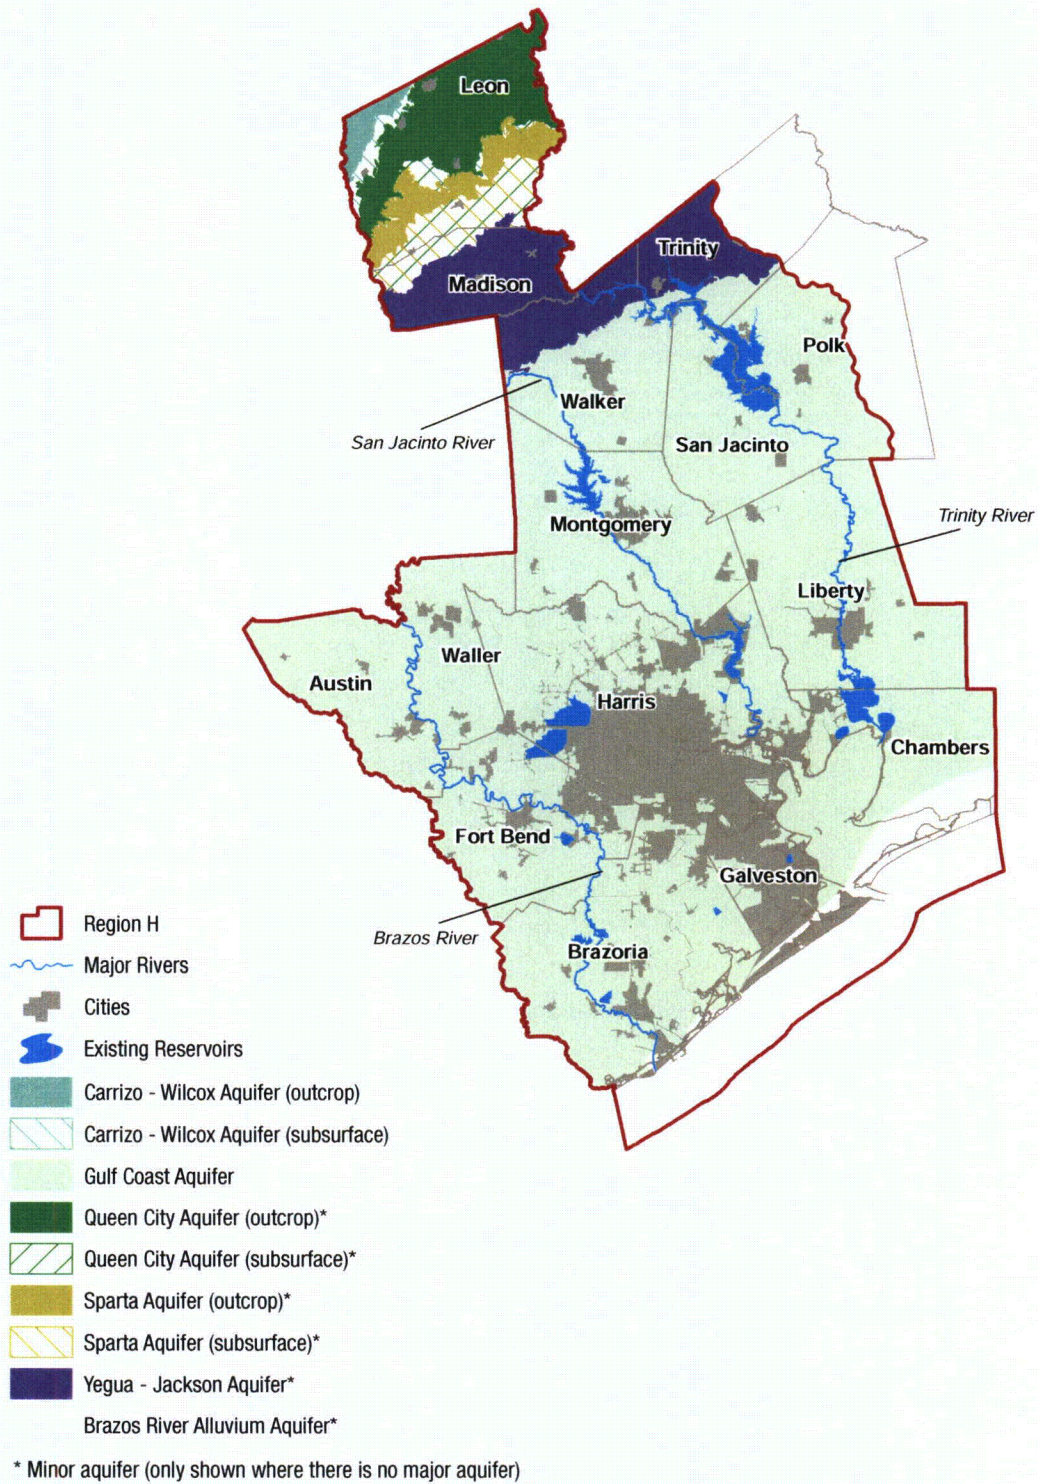 Leon
Trinity
Madison
Polk
Walker
San Jacinto River
San Jacinto
Trinity River
Montgomery
Liberty
Waller
Austin
Harris
Chambers
Fort Bend
Galveston
Brazos River
Brazoria
Region H
Major Rivers
Cities
Existing Reservoirs
Carrizo - Wilcox Aquifer (outcrop)
Carrizo - Wilcox Aquifer (subsurface)
Gulf Coast Aquifer
Queen City Aquifer (outcrop)*
Queen City Aquifer (subsurface)*
Sparta Aquifer (outcrop)*
Sparta Aquifer (subsurface)*
Yegua - Jackson Aquifer*
Brazos River Alluvium Aquifer*
* Minor aquifer (only shown where there is no major aquifer)